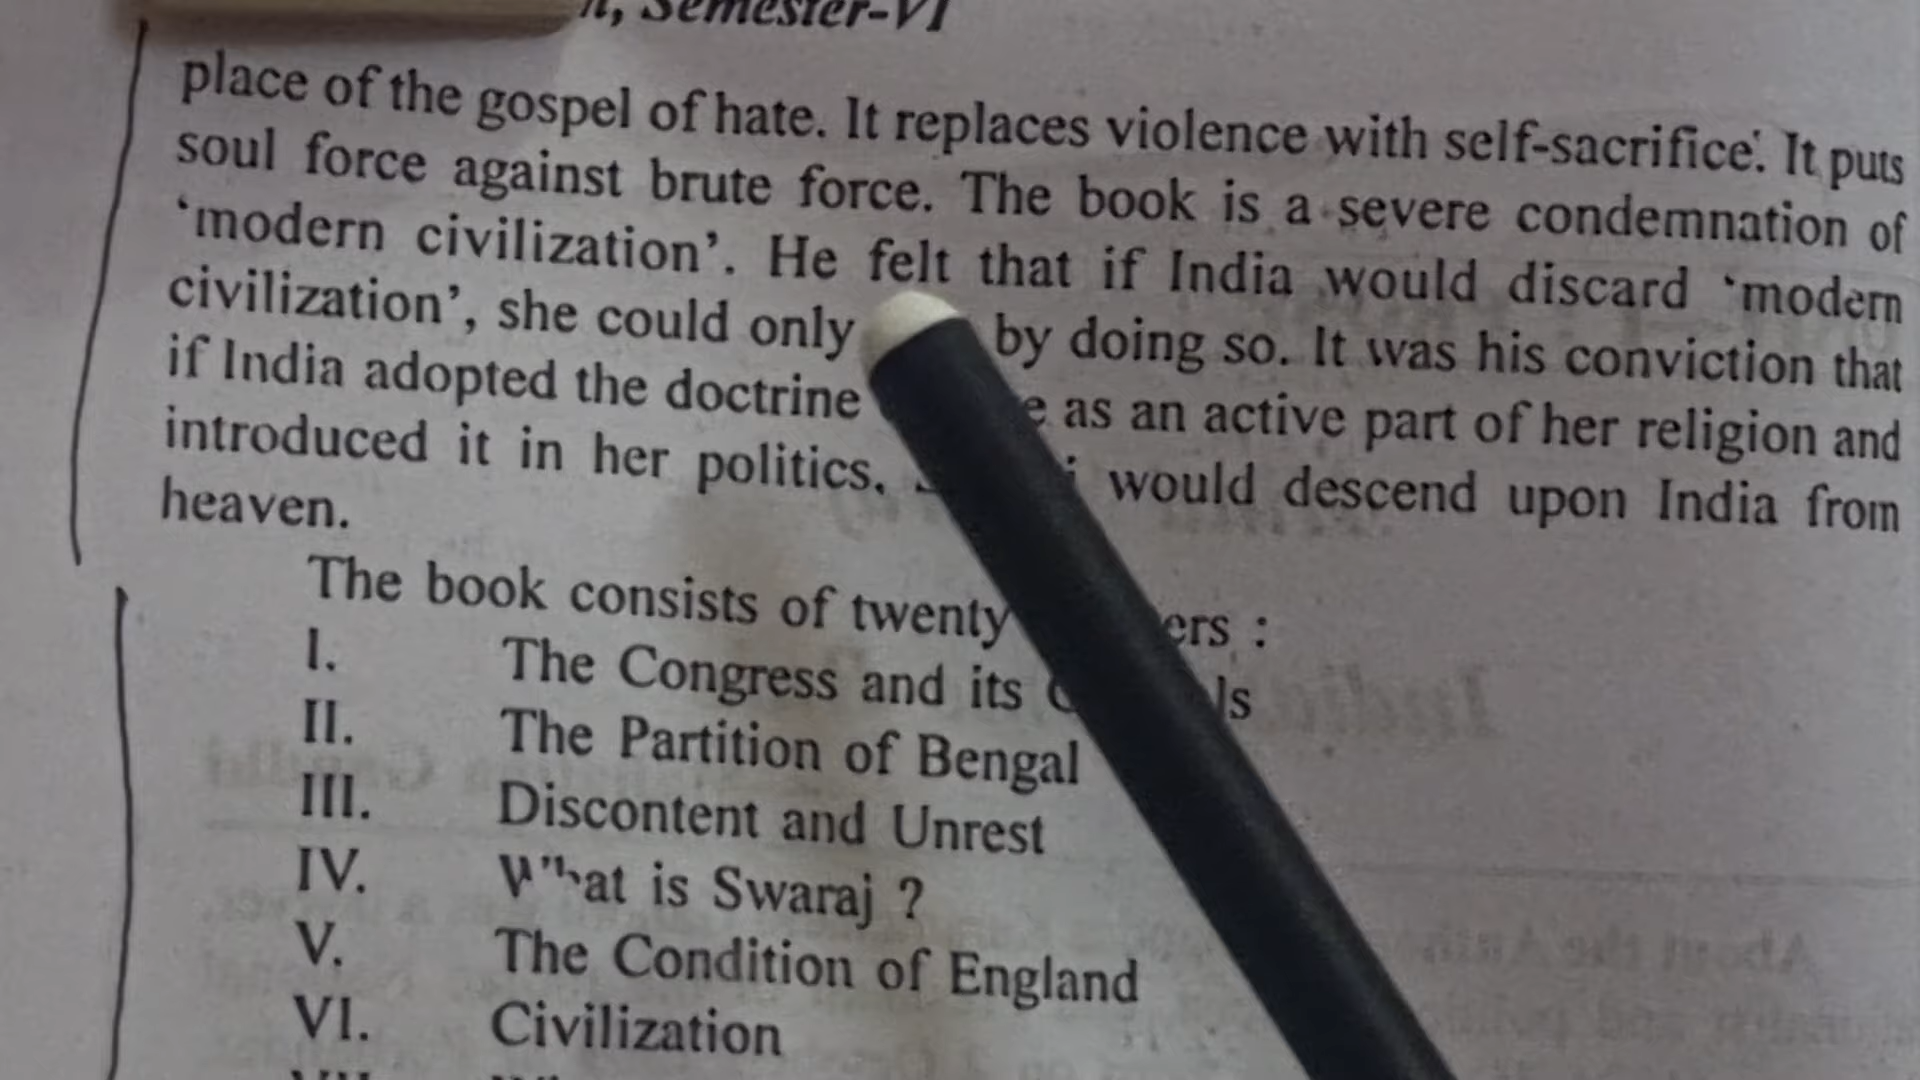 Semester-VI
place of the gospel of hate. It replaces violence with self-sacrifice. It puts
soul force against brute force. The book is a severe condemnation of
'modern civilization'. He felt that if India would discard 'modern
civilization', she could only by doing so. It was his conviction that
if India adopted the doctrine as an active part of her religion and
introduced it in her politics, would descend upon India from
heaven.
The book consists of twenty :
I. The Congress and its
II. The Partition of Bengal
III. Discontent and Unrest
IV. What is Swaraj ?
V. The Condition of England
VI. Civilization